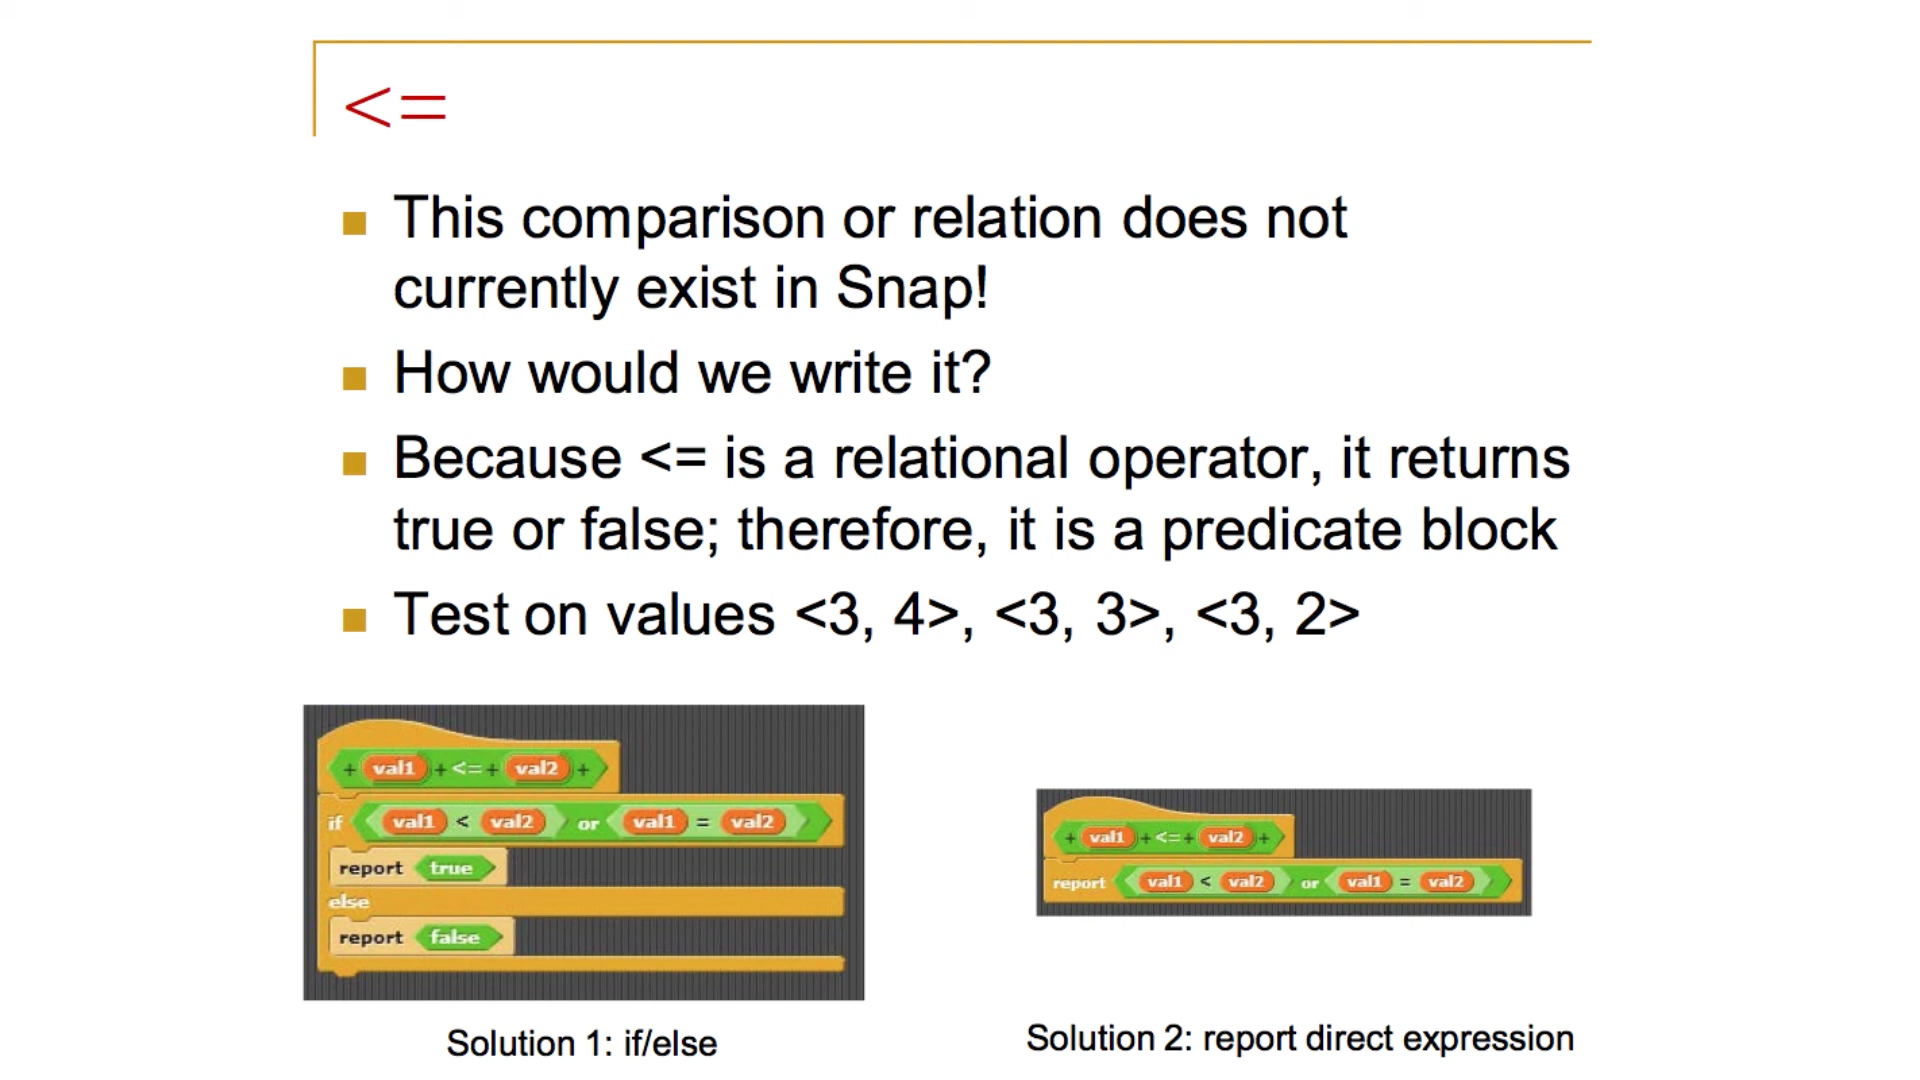 <=
This comparison or relation does not
currently exist in Snap!
How would we write it?
Because <= is a relational operator, it returns
true or false; therefore, it is a predicate block
Test on values <3, 4>, <3, 3>, <3, 2>
+ val1 + <= + val2 +
if val1 < val2 or val1 = val2
report true
else
report false
Solution 1: if/else
+ val1 + <= + val2 +
report val1 < val2 or val1 = val2
Solution 2: report direct expression